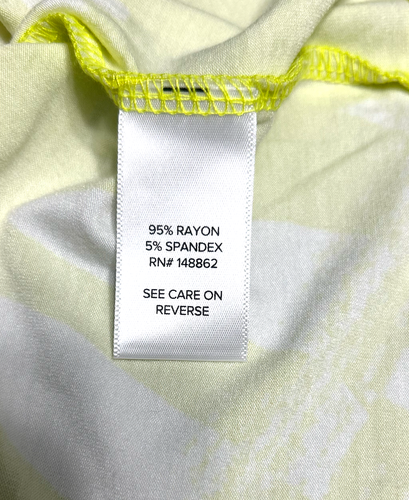 95% RAYON
5% SPANDEX
RN# 148862
SEE CARE ON
REVERSE